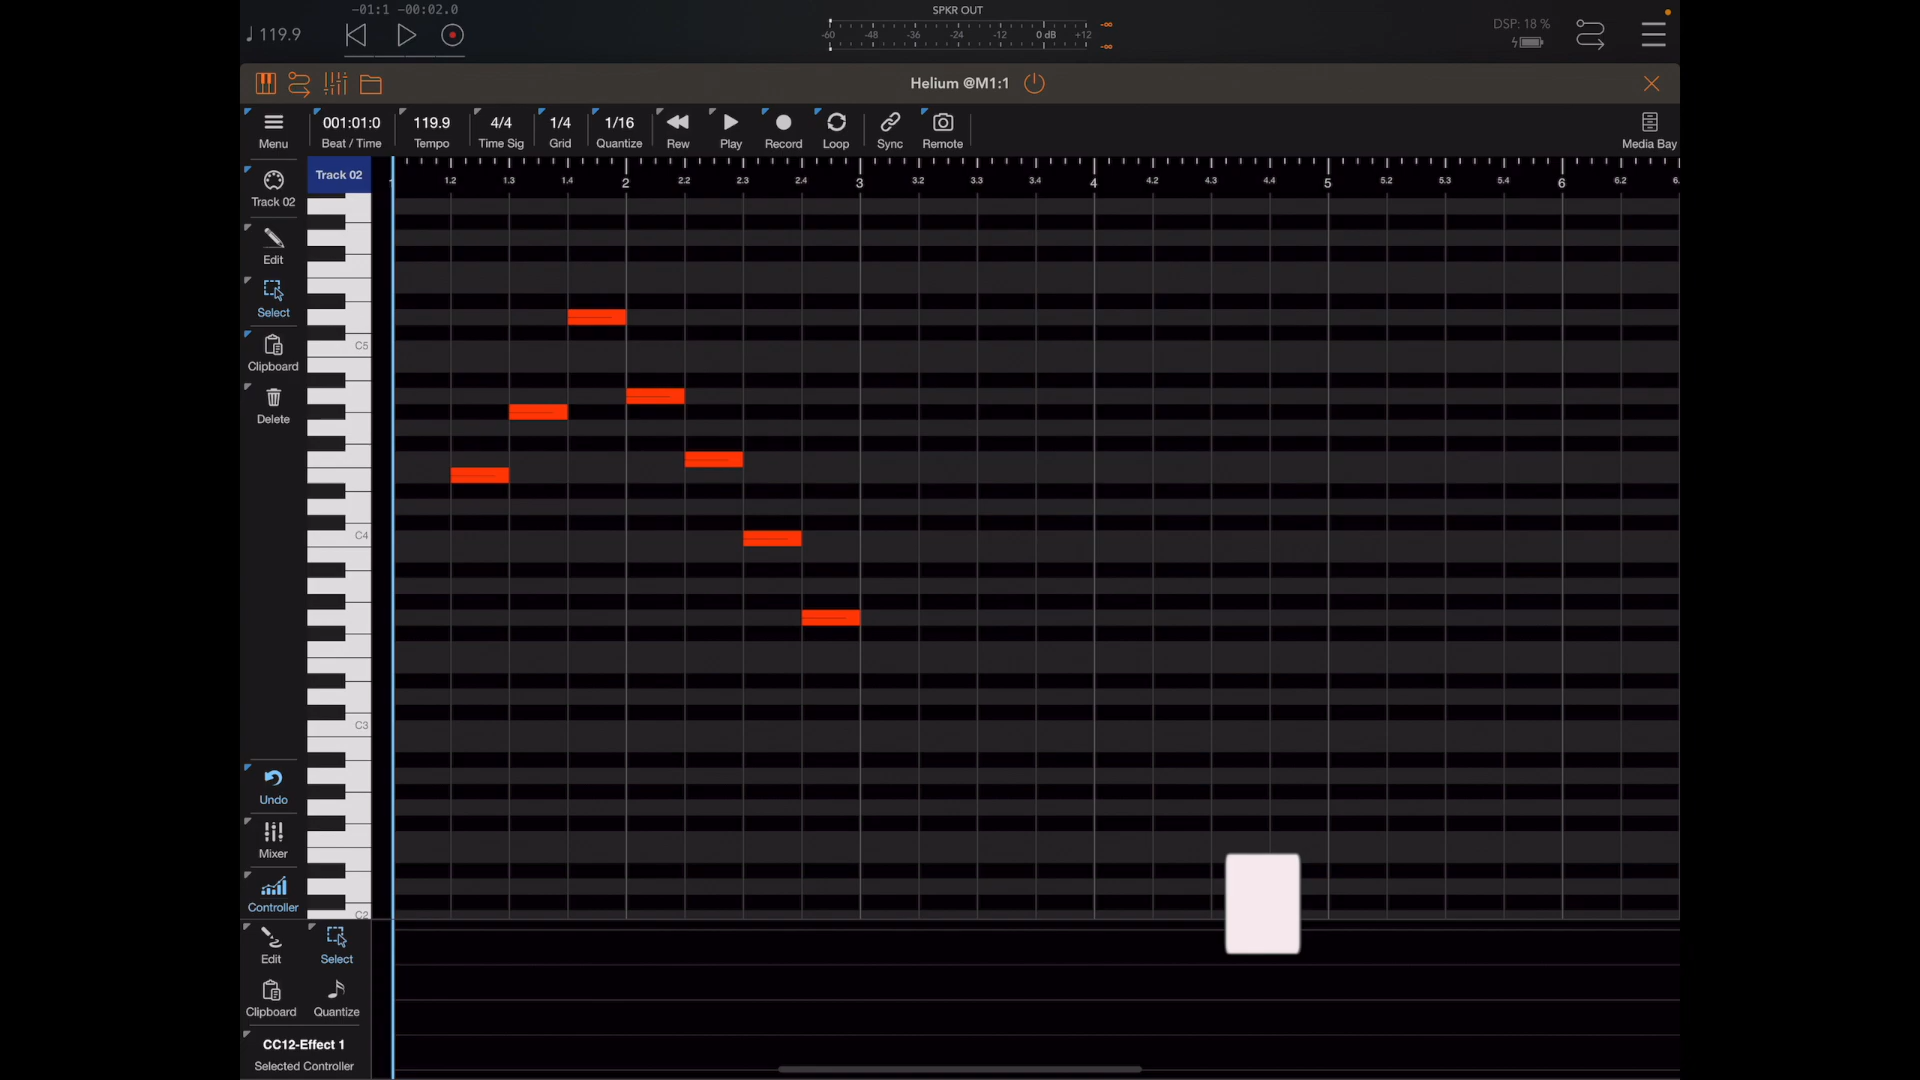 -01:1 -00:02.0
SPKR OUT
♩ 119.9
-60 -48 -36 -24 -12 0 dB +12
-∞
-∞
DSP: 18 %
Helium @M1:1
Menu
001:01:0
Beat / Time
119.9
Tempo
4/4
Time Sig
1/4
Grid
1/16
Quantize
Rew
Play
Record
Loop
Sync
Remote
Media Bay
Track 02
1.2 1.3 1.4 2 2.2 2.3 2.4 3 3.2 3.3 3.4 4 4.2 4.3 4.4 5 5.2 5.3 5.4 6 6.2 6.
Track 02
Edit
Select
Clipboard
Delete
C5
C4
C3
C2
Undo
Mixer
Controller
Edit
Select
Clipboard
Quantize
CC12-Effect 1
Selected Controller